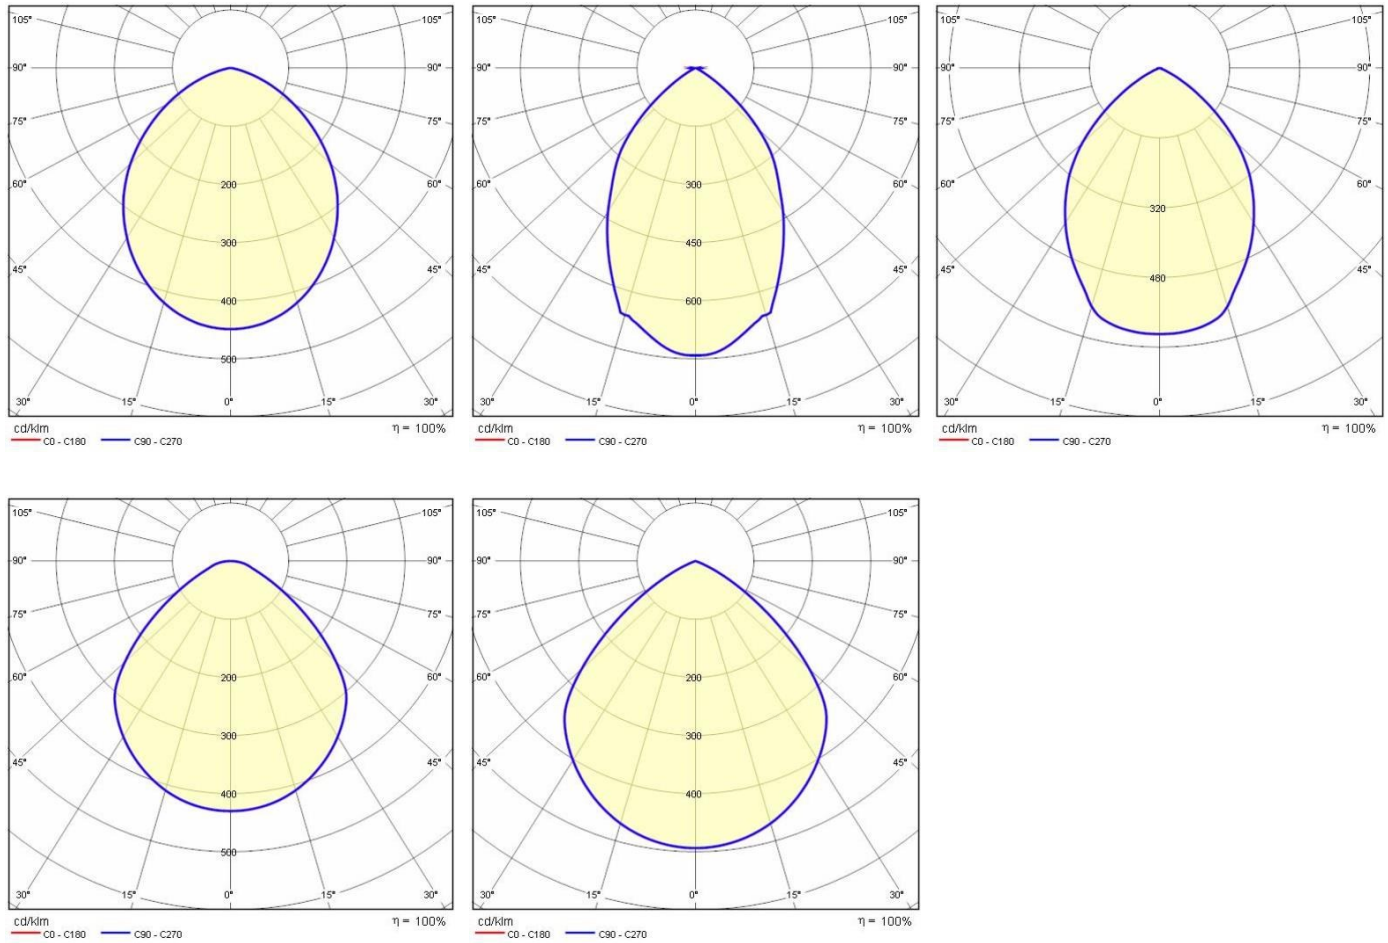 105° 105°
90° 90°
75° 75°
60° 60°
200
45° 300 45°
400
500
30° 15° 0° 15° 30°
cd/klm η = 100%
C0 - C180 C90 - C270
105° 105°
90° 90°
75° 75°
60° 300 60°
45° 450 45°
600
30° 15° 0° 15° 30°
cd/klm η = 100%
C0 - C180 C90 - C270
105° 105°
90° 90°
75° 75°
60° 60°
320
45° 480 45°
30° 15° 0° 15° 30°
cd/klm η = 100%
C0 - C180 C90 - C270
105° 105°
90° 90°
75° 75°
60° 200 60°
300
45° 45°
400
500
30° 15° 0° 15° 30°
cd/klm η = 100%
C0 - C180 C90 - C270
105° 105°
90° 90°
75° 75°
60° 200 60°
300
45° 45°
400
30° 15° 0° 15° 30°
cd/klm η = 100%
C0 - C180 C90 - C270